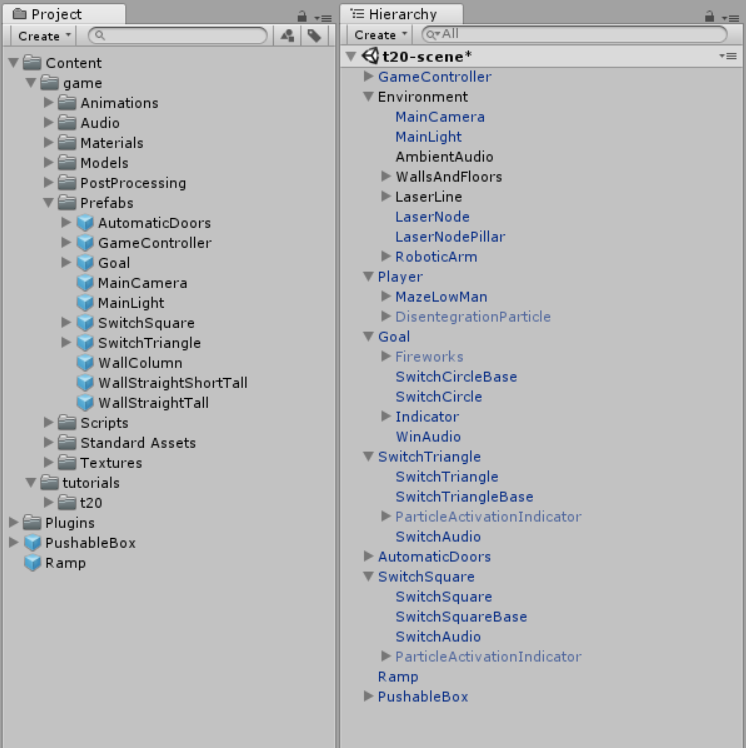 Project
Create
Content
game
Animations
Audio
Materials
Models
PostProcessing
Prefabs
AutomaticDoors
GameController
Goal
MainCamera
MainLight
SwitchSquare
SwitchTriangle
WallColumn
WallStraightShortTall
WallStraightTall
Scripts
Standard Assets
Textures
tutorials
t20
Plugins
PushableBox
Ramp
Hierarchy
Create
All
t20-scene*
GameController
Environment
MainCamera
MainLight
AmbientAudio
WallsAndFloors
LaserLine
LaserNode
LaserNodePillar
RoboticArm
Player
MazeLowMan
DisentegrationParticle
Goal
Fireworks
SwitchCircleBase
SwitchCircle
Indicator
WinAudio
SwitchTriangle
SwitchTriangle
SwitchTriangleBase
ParticleActivationIndicator
SwitchAudio
AutomaticDoors
SwitchSquare
SwitchSquare
SwitchSquareBase
SwitchAudio
ParticleActivationIndicator
Ramp
PushableBox